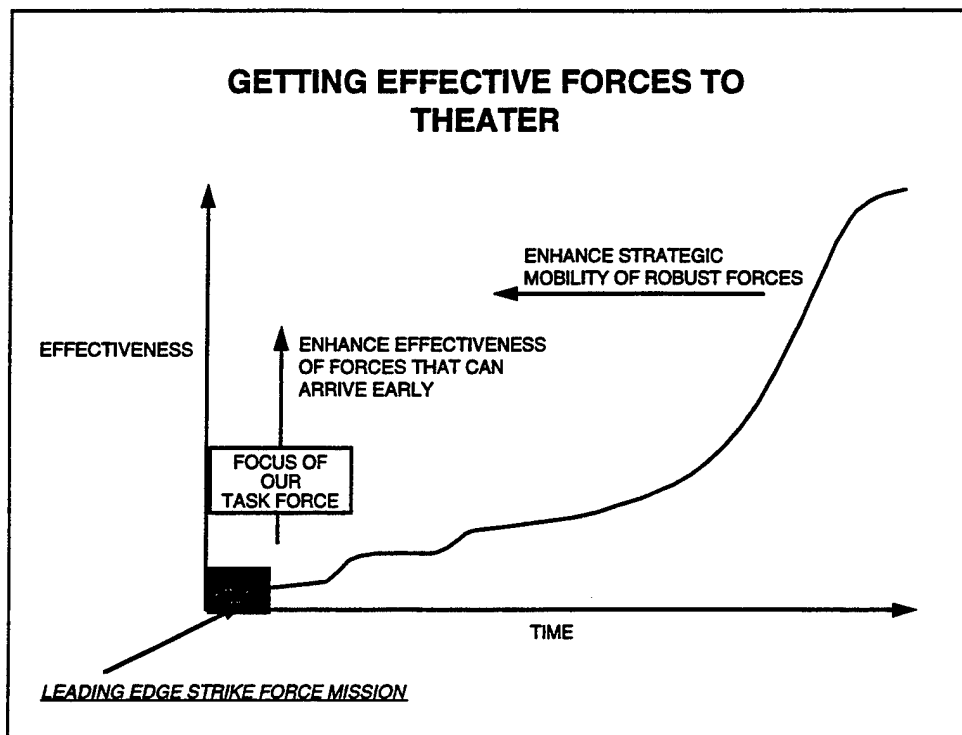 GETTING EFFECTIVE FORCES TO
THEATER
ENHANCE STRATEGIC
MOBILITY OF ROBUST FORCES
EFFECTIVENESS
ENHANCE EFFECTIVENESS
OF FORCES THAT CAN
ARRIVE EARLY
FOCUS OF
OUR
TASK FORCE
TIME
LEADING EDGE STRIKE FORCE MISSION